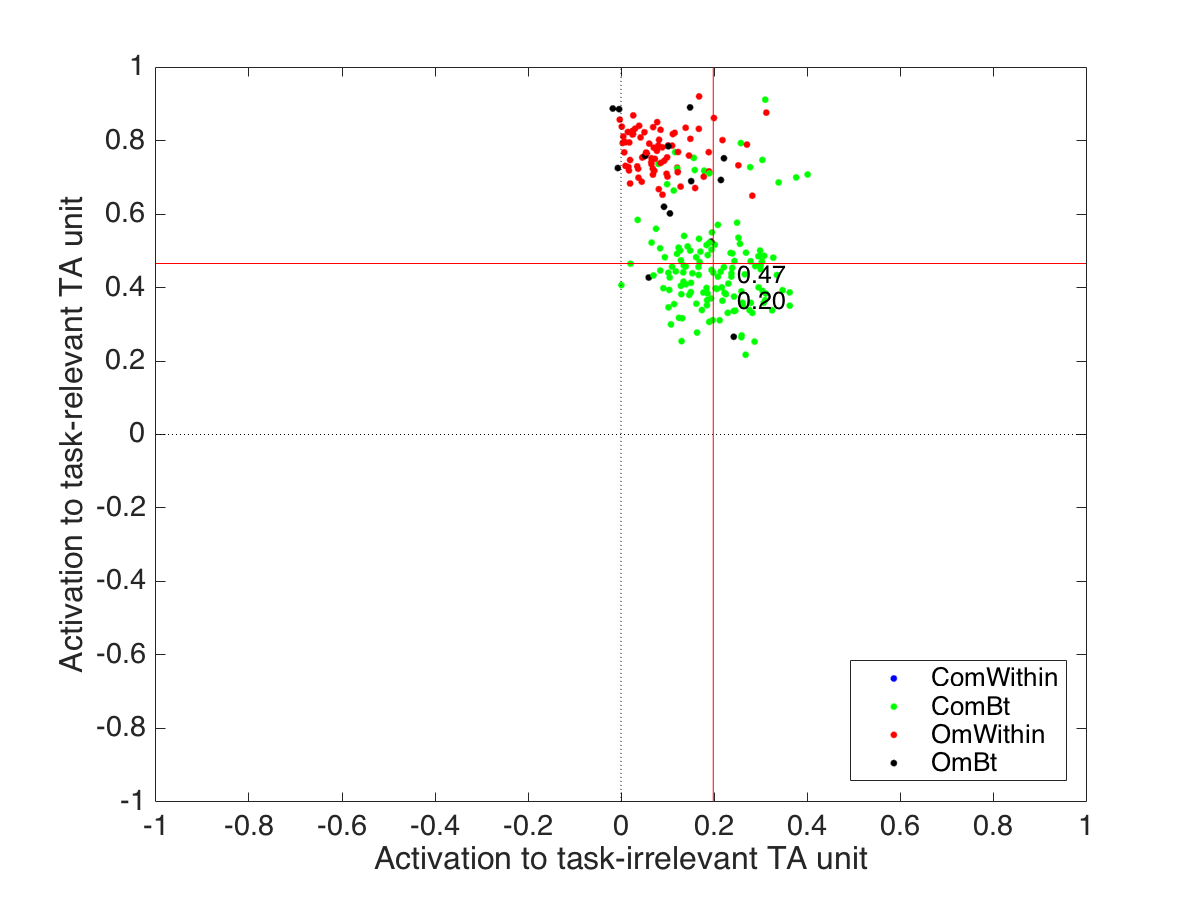 Activation to task-relevant TA unit
1
0.8
0.6
0.4
0.2
0
-0.2
-0.4
-0.6
-0.8
-1
0.47
0.20
ComWithin
ComBt
OmWithin
OmBt
-1 -0.8 -0.6 -0.4 -0.2 0 0.2 0.4 0.6 0.8 1
Activation to task-irrelevant TA unit